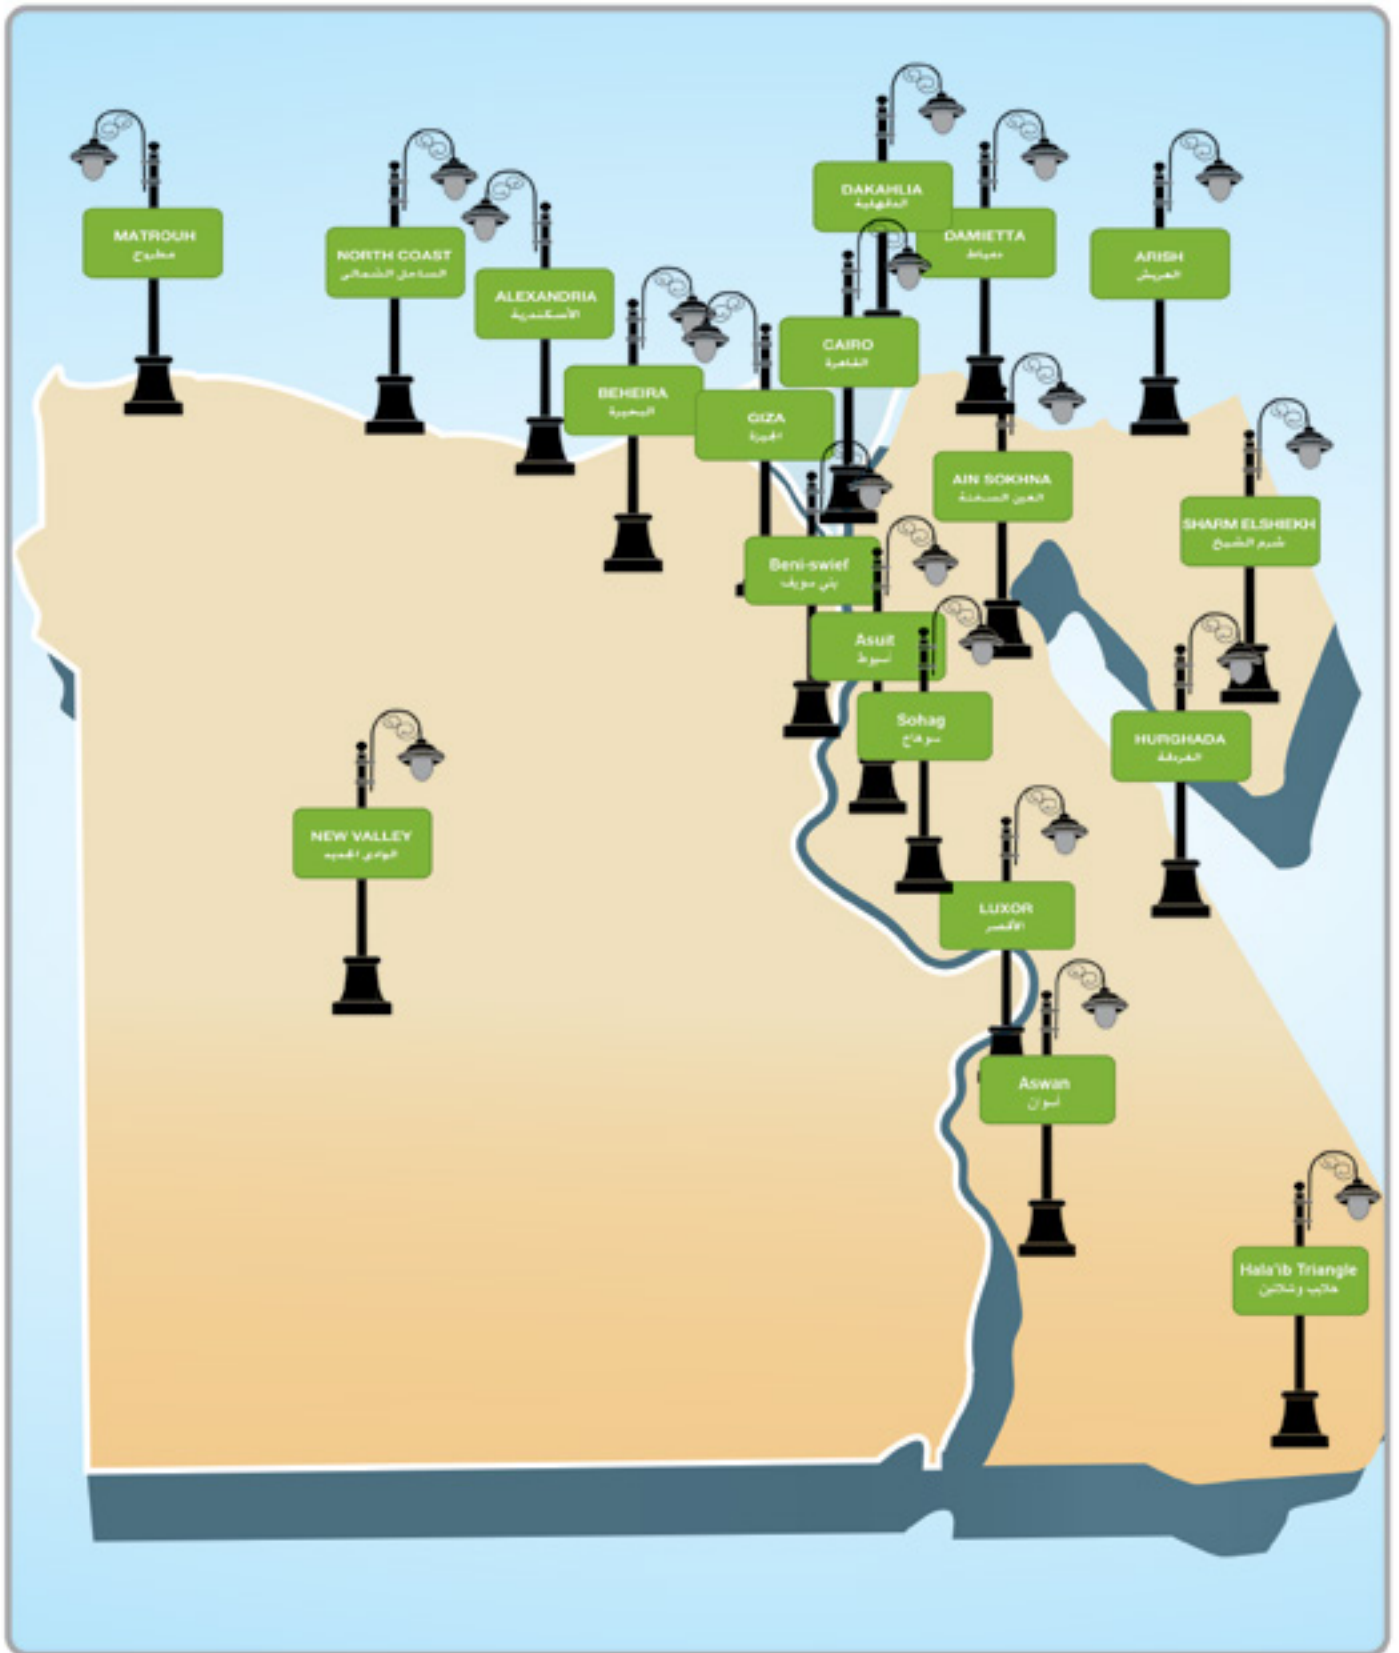 DAKAHLIA
الدقهلية
MATROUH
مطروح
NORTH COAST
الساحل الشمالى
DAMIETTA
دمياط
ARISH
العريش
ALEXANDRIA
الأسكندرية
CAIRO
القاهرة
BEHEIRA
البحيرة
GIZA
الجيزة
AIN SOKHNA
العين السخنة
SHARM ELSHIEKH
شرم الشيخ
Beni-swief
بني سويف
Asuit
أسيوط
Sohag
سوهاج
HURGHADA
الغردقة
NEW VALLEY
الوادى الجديد
LUXOR
الأقصر
Aswan
أسوان
Hala'ib Triangle
حلايب وشلاتين